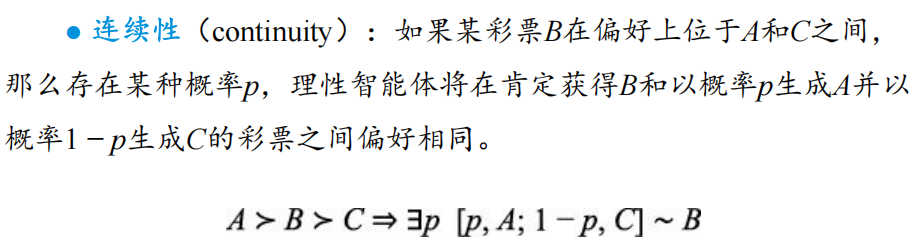 ● 连续性（continuity）：如果某彩票B在偏好上位于A和C之间，
那么存在某种概率p，理性智能体将在肯定获得B和以概率p生成A并以
概率1－p生成C的彩票之间偏好相同。
A ≻ B ≻ C ⇒ ∃p [p, A; 1 − p, C] ~ B